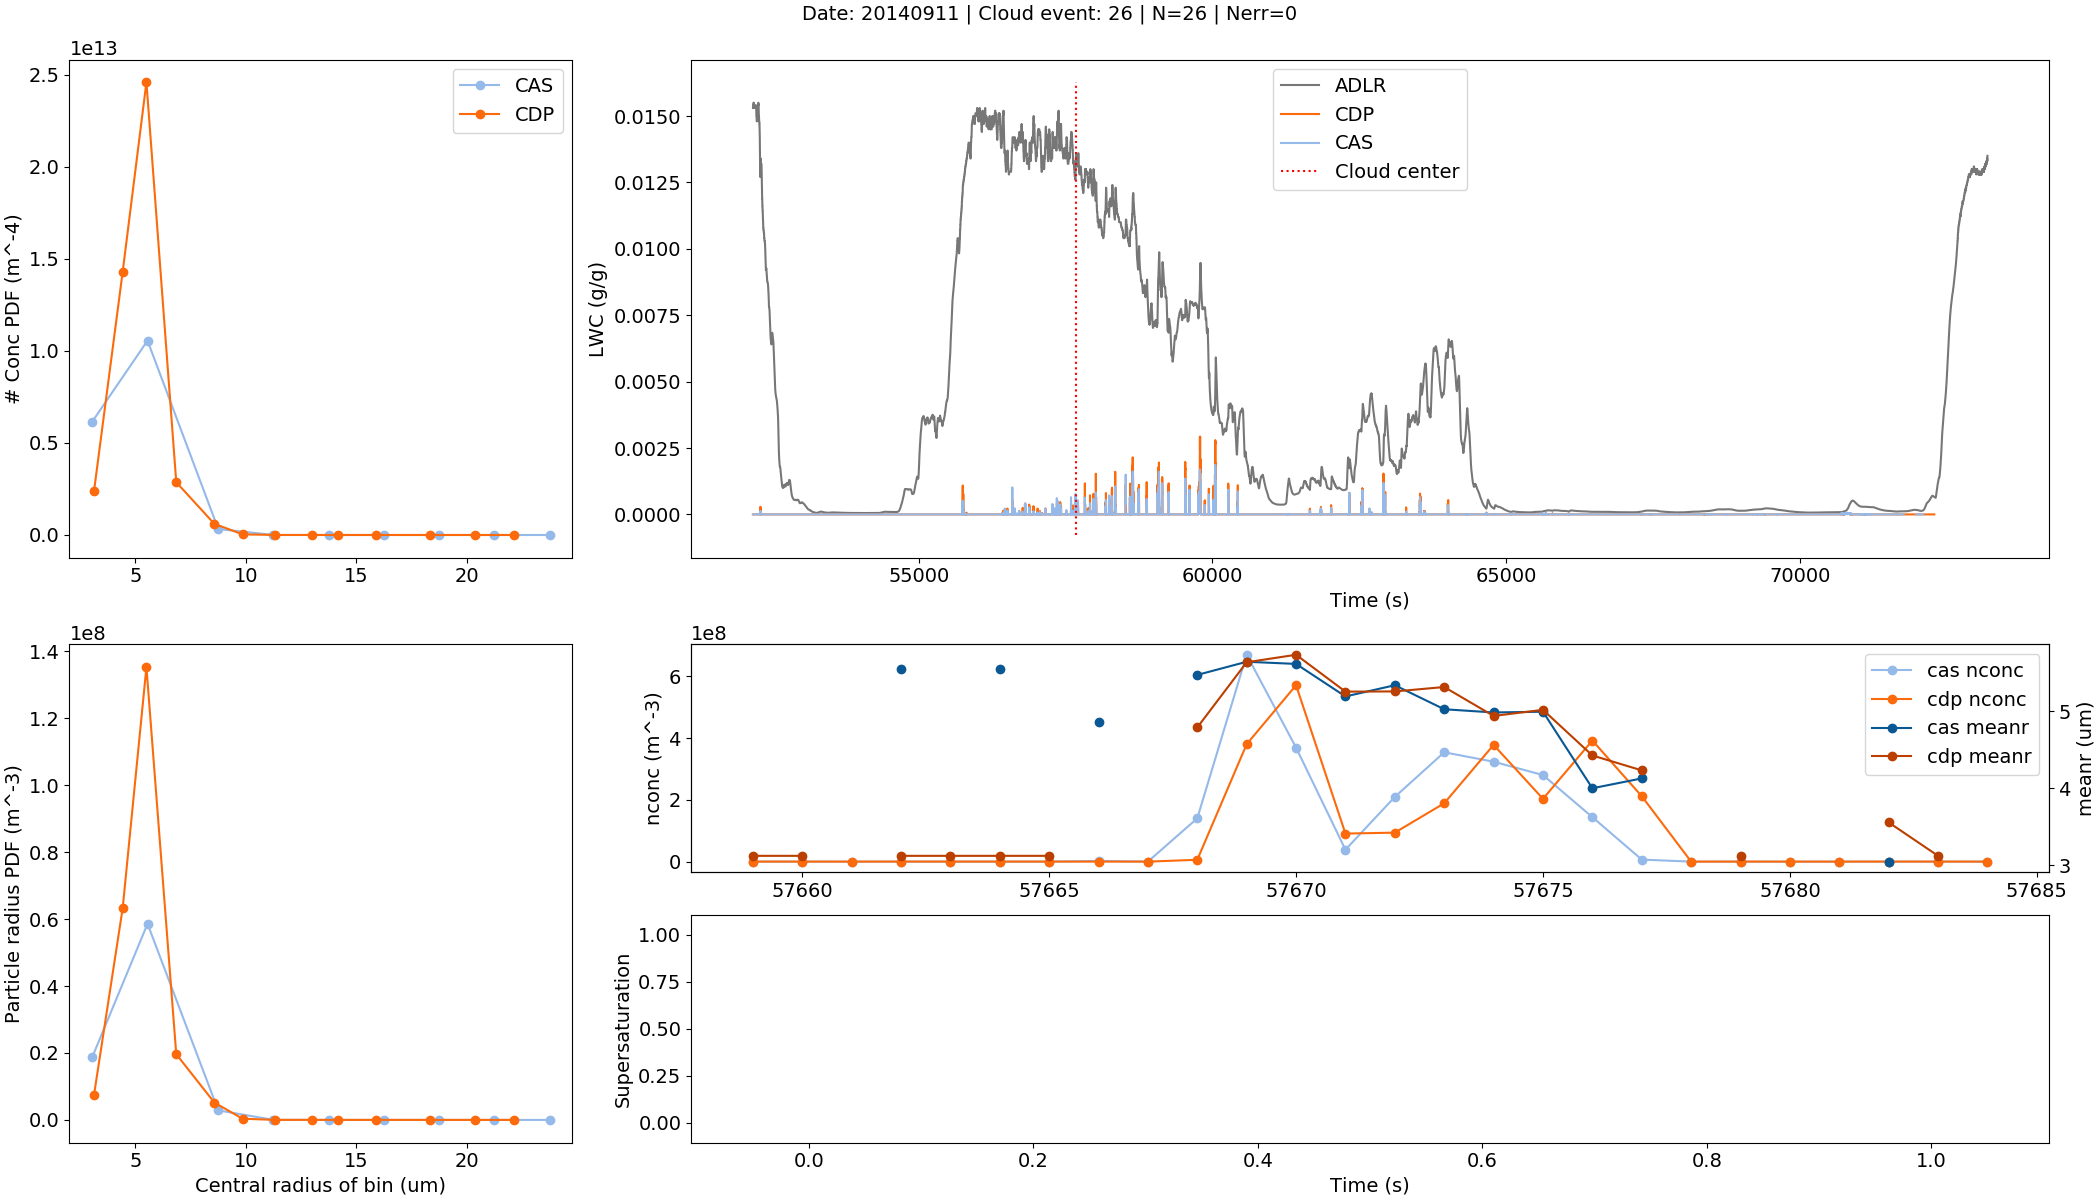 Date: 20140911 | Cloud event: 26 | N=26 | Nerr=0
1e13
2.5
2.0
1.5
1.0
0.5
0.0
# Conc PDF (m^-4)
CAS
CDP
5 10 15 20
0.0150
0.0125
0.0100
0.0075
0.0050
0.0025
0.0000
LWC (g/g)
ADLR
CDP
CAS
Cloud center
55000 60000 65000 70000
Time (s)
1e8
1.4
1.2
1.0
0.8
0.6
0.4
0.2
0.0
Particle radius PDF (m^-3)
5 10 15 20
Central radius of bin (um)
1e8
6
4
2
0
nconc (m^-3)
cas nconc
cdp nconc
cas meanr
cdp meanr
5
4
3
meanr (um)
57660 57665 57670 57675 57680 57685
1.00
0.75
0.50
0.25
0.00
Supersaturation
0.0 0.2 0.4 0.6 0.8 1.0
Time (s)